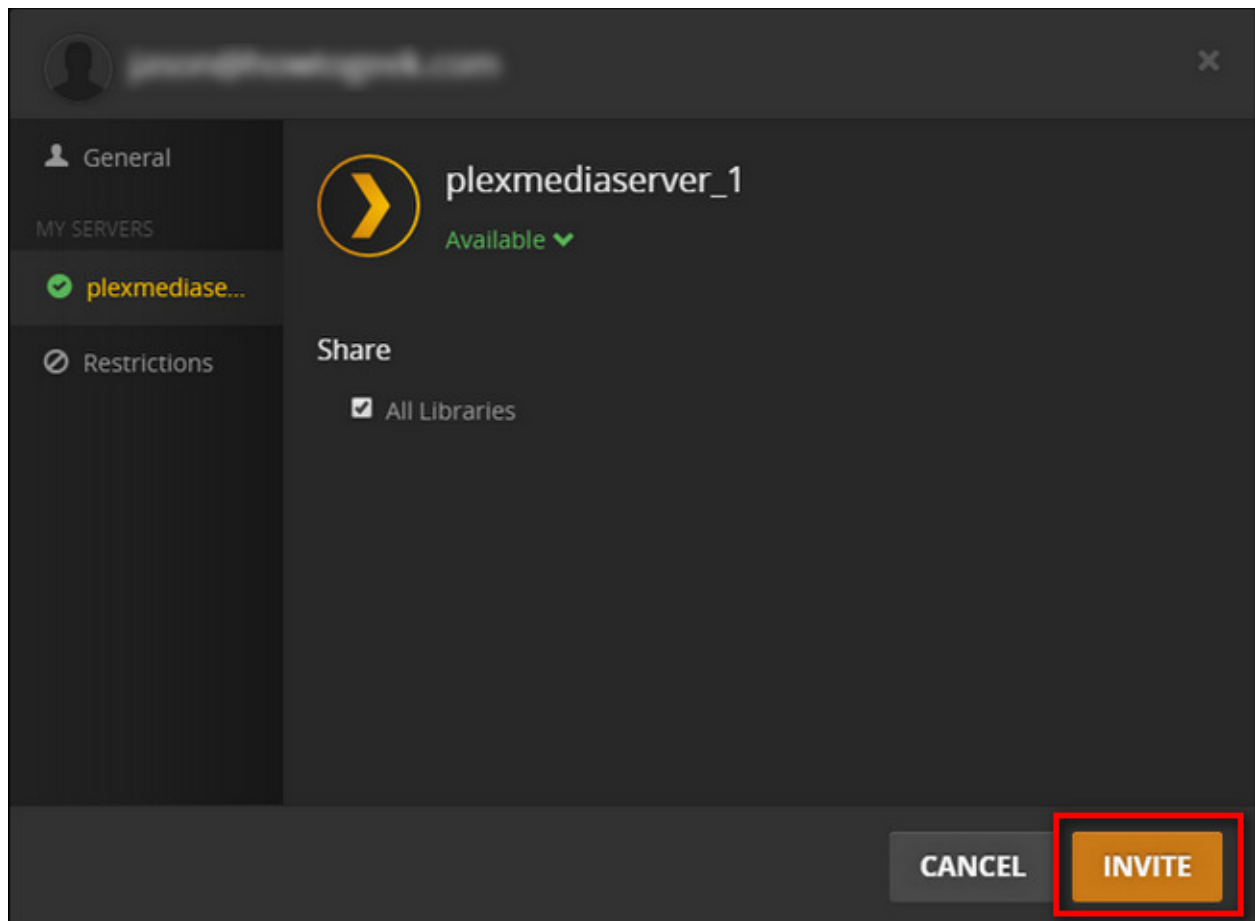 General
MY SERVERS
plexmediase...
Restrictions
plexmediaserver_1
Available
Share
All Libraries
CANCEL
INVITE